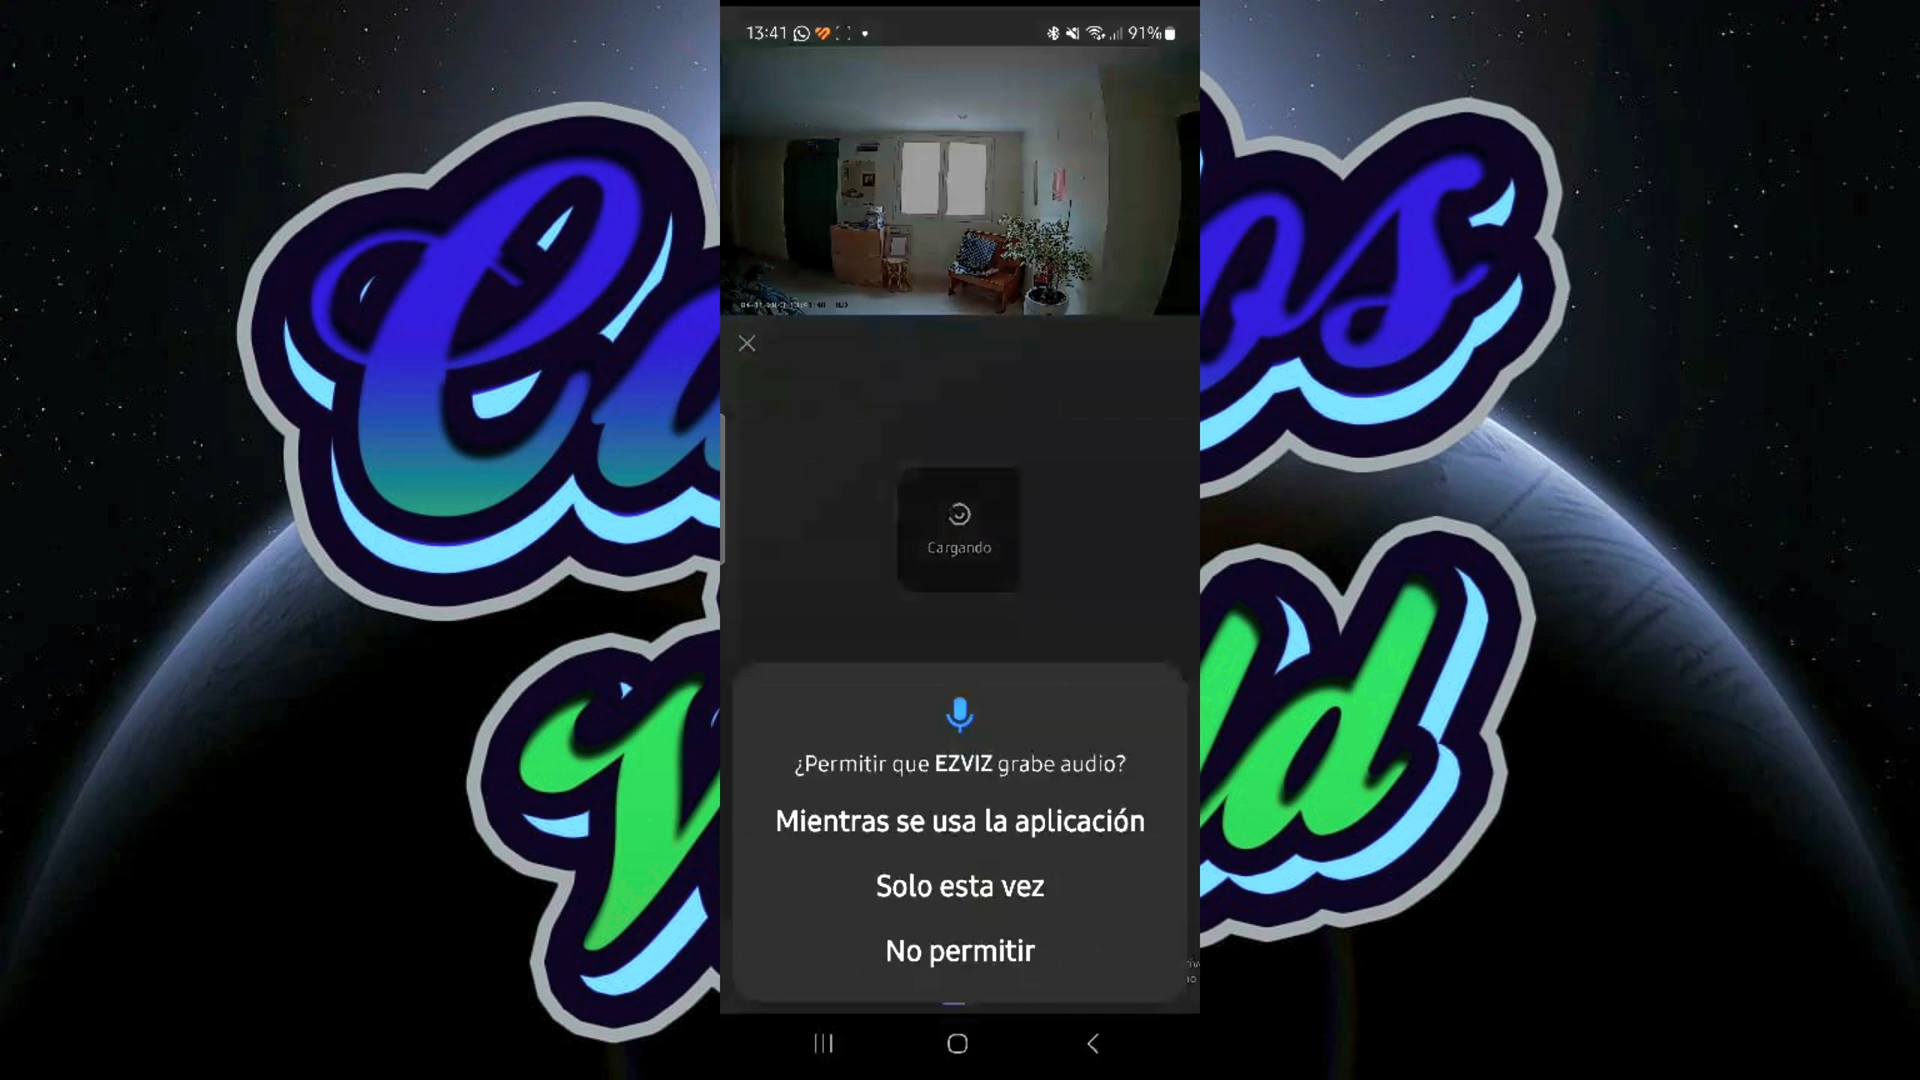 13:41
91%
Cargando
¿Permitir que EZVIZ grabe audio?
Mientras se usa la aplicación
Solo esta vez
No permitir